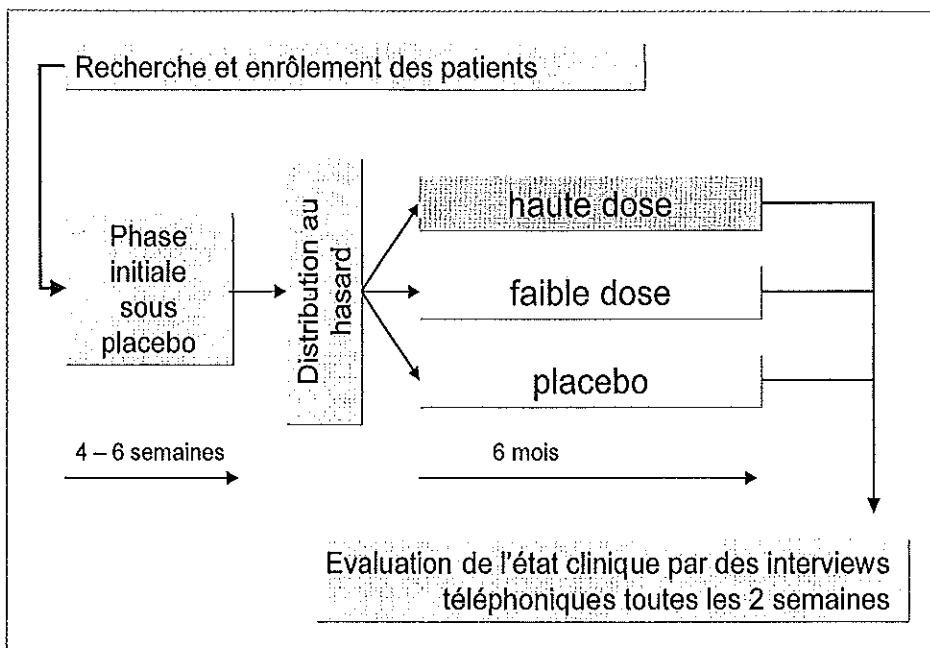 Recherche et enrôlement des patients
Phase
initiale
sous
placebo
Distribution au
hasard
haute dose
faible dose
placebo
4 – 6 semaines
6 mois
Evaluation de l'état clinique par des interviews
téléphoniques toutes les 2 semaines